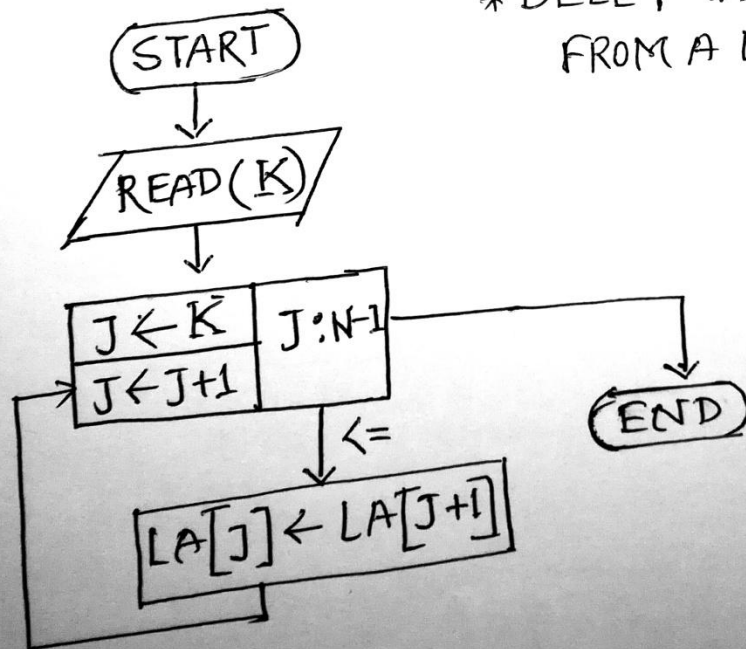 START
FROM A
READ(K)
J ← K
J:N-1
J ← J+1
<=
END
LA[J] ← LA[J+1]